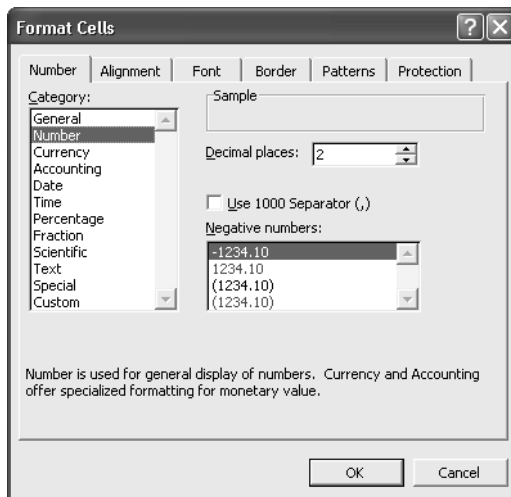 Format Cells
Number Alignment Font Border Patterns Protection
Category:
General
Number
Currency
Accounting
Date
Time
Percentage
Fraction
Scientific
Text
Special
Custom
Sample
Decimal places: 2
Use 1000 Separator (,)
Negative numbers:
-1234.10
1234.10
(1234.10)
(1234.10)
Number is used for general display of numbers. Currency and Accounting
offer specialized formatting for monetary value.
OK Cancel